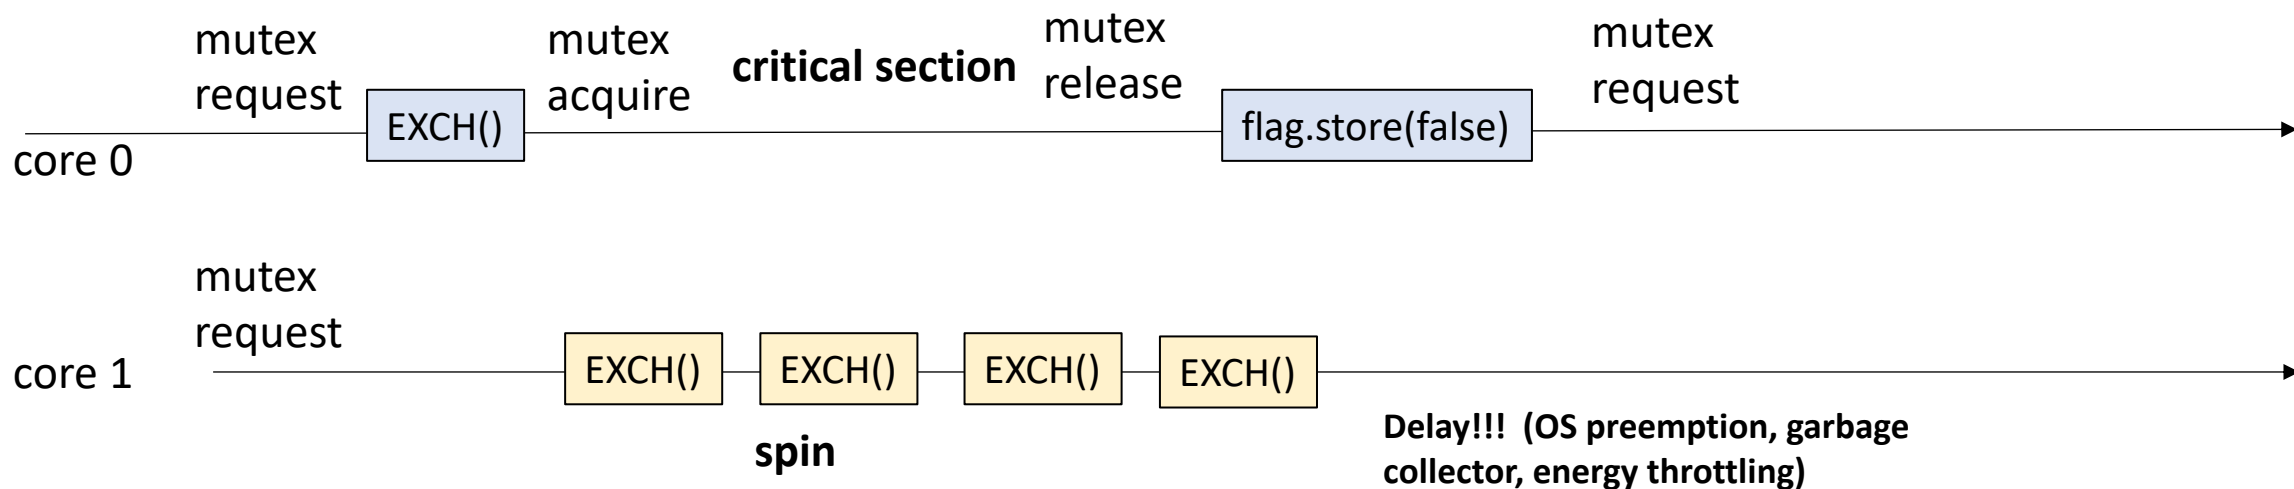 mutex
request
EXCH()
mutex
acquire
critical section
mutex
release
flag.store(false)
mutex
request
core 0
mutex
request
core 1
EXCH()
EXCH()
EXCH()
EXCH()
spin
Delay!!! (OS preemption, garbage
collector, energy throttling)